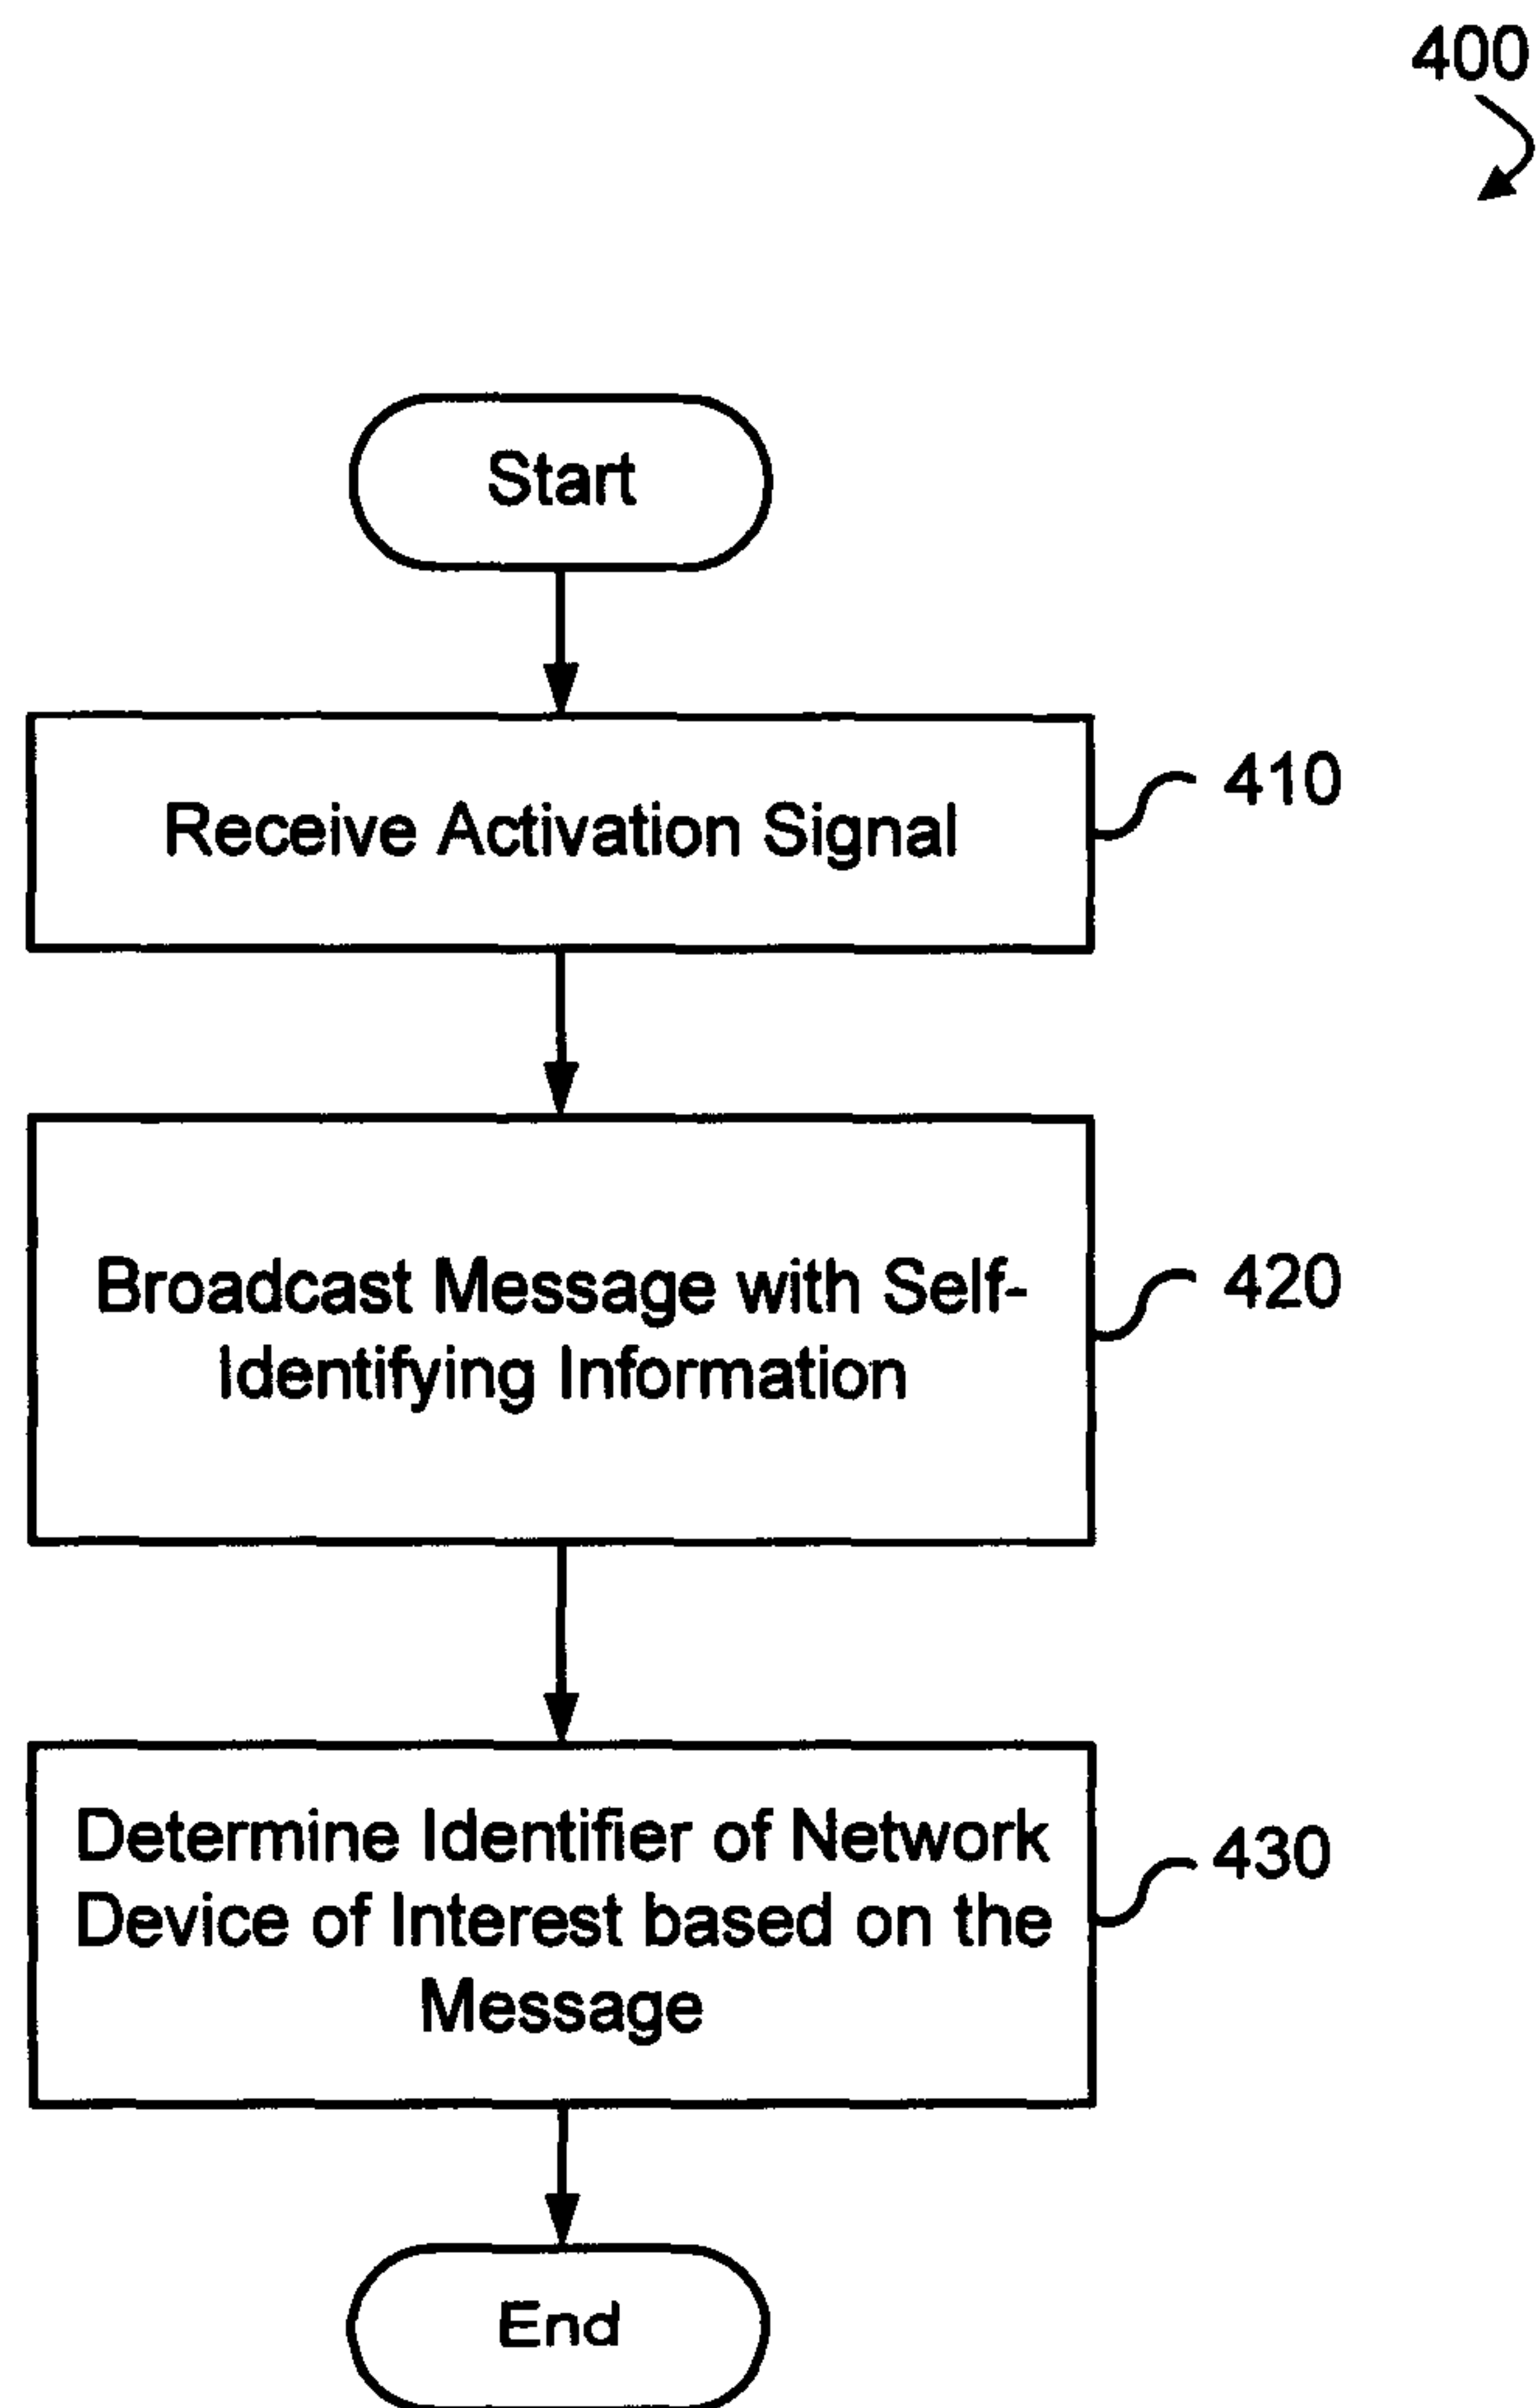 400
Start
Receive Activation Signal
410
Broadcast Message with Self-
Identifying Information
420
Determine Identifier of Network
Device of Interest based on the
Message
430
End